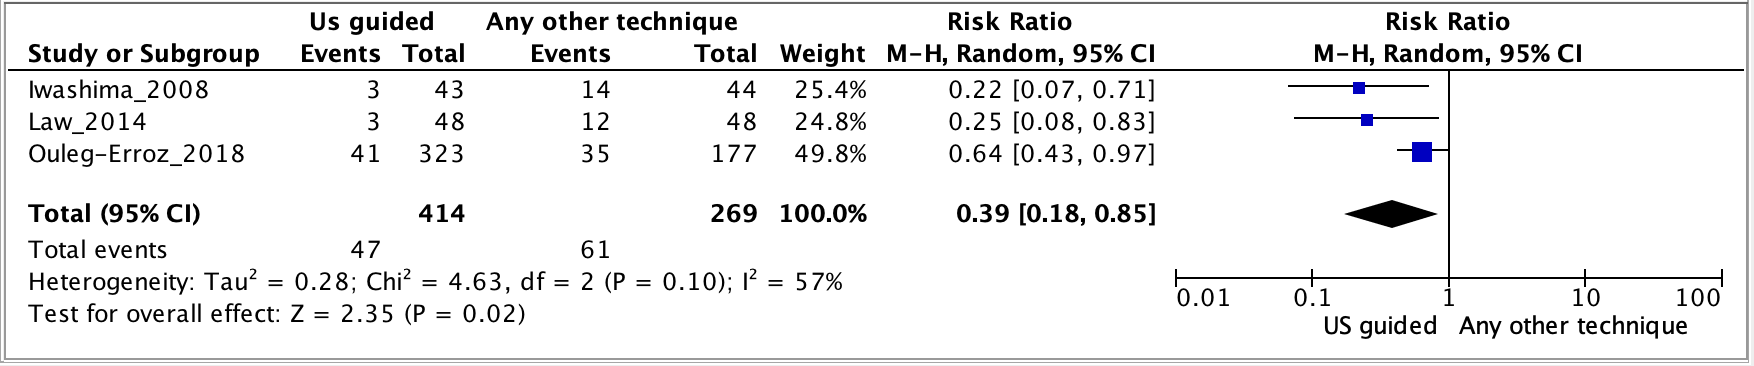 Us guided Any other technique Risk Ratio Risk Ratio
Study or Subgroup Events Total Events Total Weight M-H, Random, 95% CI M-H, Random, 95% CI
Iwashima_2008 3 43 14 44 25.4% 0.22 [0.07, 0.71]
Law_2014 3 48 12 48 24.8% 0.25 [0.08, 0.83]
Ouleg-Erroz_2018 41 323 35 177 49.8% 0.64 [0.43, 0.97]
Total (95% CI) 414 269 100.0% 0.39 [0.18, 0.85]
Total events 47 61
Heterogeneity: Tau² = 0.28; Chi² = 4.63, df = 2 (P = 0.10); I² = 57%
Test for overall effect: Z = 2.35 (P = 0.02)
0.01 0.1 1 10 100
US guided Any other technique